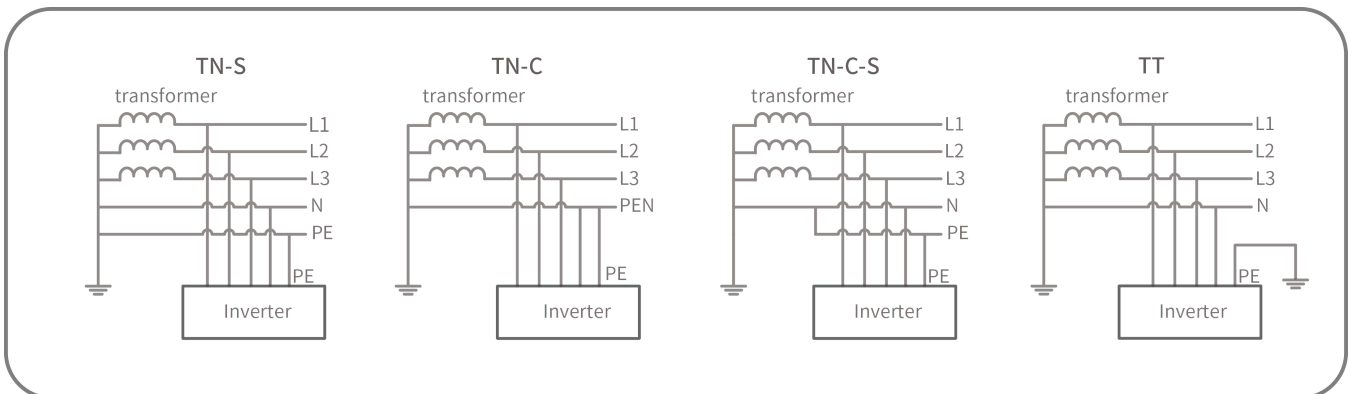 TN-S
transformer
L1
L2
L3
N
PE
PE
Inverter
TN-C
transformer
L1
L2
L3
PEN
PE
Inverter
TN-C-S
transformer
L1
L2
L3
N
PE
PE
Inverter
TT
transformer
L1
L2
L3
N
PE
Inverter